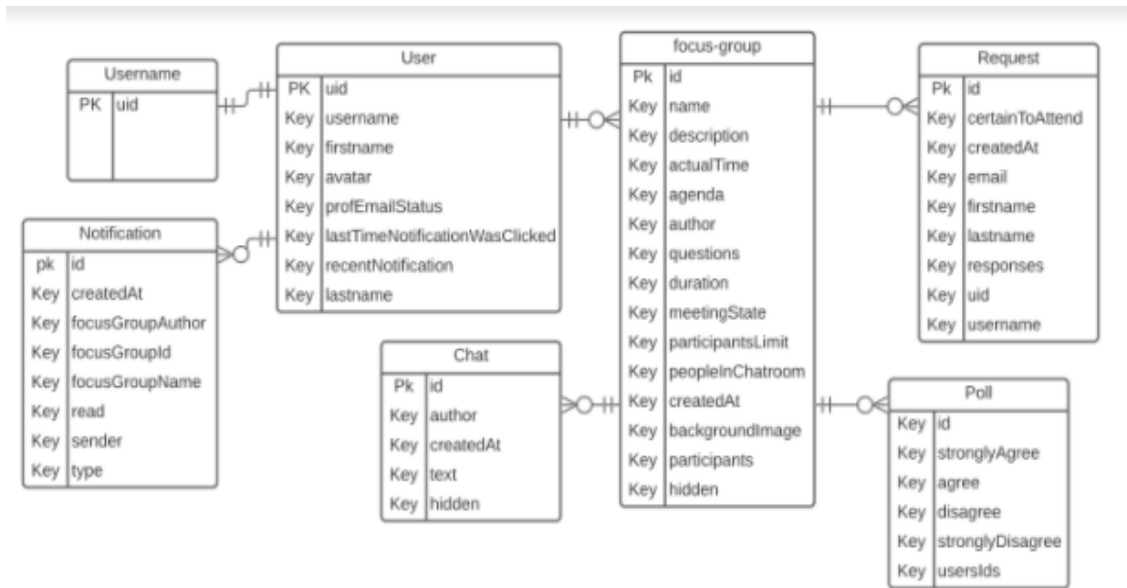 Username
PK uid
User
PK uid
Key username
Key firstname
Key avatar
Key profEmailStatus
Key lastTimeNotificationWasClicked
Key recentNotification
Key lastname
Notification
pk id
Key createdAt
Key focusGroupAuthor
Key focusGroupId
Key focusGroupName
Key read
Key sender
Key type
Chat
Pk id
Key author
Key createdAt
Key text
Key hidden
focus-group
Pk id
Key name
Key description
Key actualTime
Key agenda
Key author
Key questions
Key duration
Key meetingState
Key participantsLimit
Key peopleInChatroom
Key createdAt
Key backgroundImage
Key participants
Key hidden
Request
Pk id
Key certainToAttend
Key createdAt
Key email
Key firstname
Key lastname
Key responses
Key uid
Key username
Poll
Key id
Key stronglyAgree
Key agree
Key disagree
Key stronglyDisagree
Key usersIds